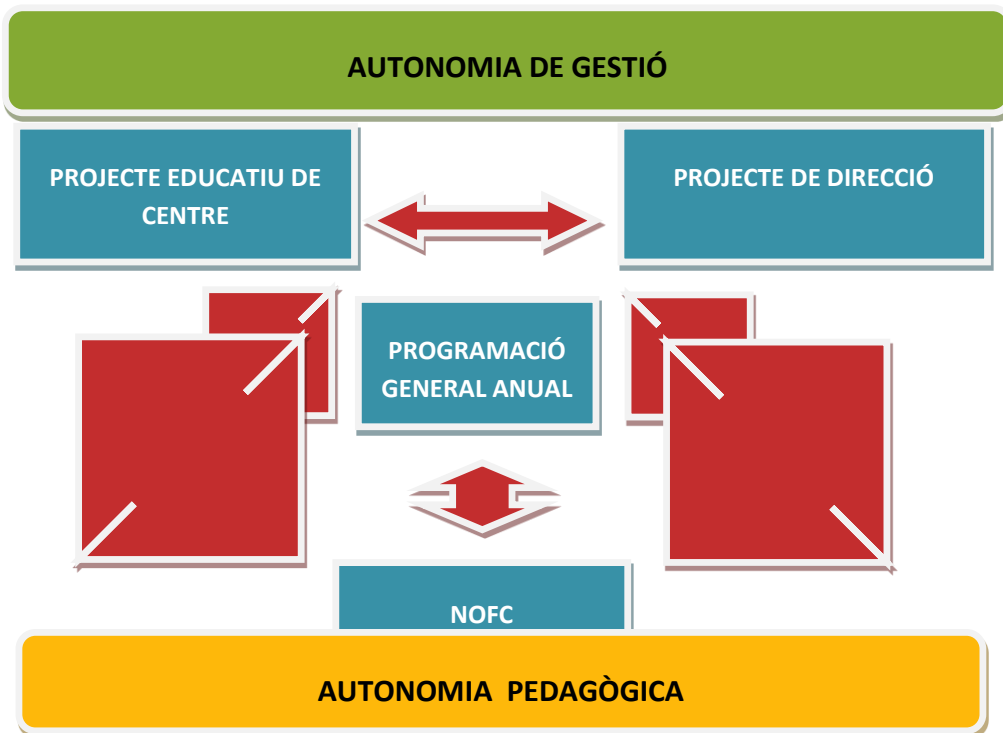 AUTONOMIA DE GESTIÓ
PROJECTE EDUCATIU DE
CENTRE
PROJECTE DE DIRECCIÓ
PROGRAMACIÓ
GENERAL ANUAL
NOFC
AUTONOMIA PEDAGÒGICA